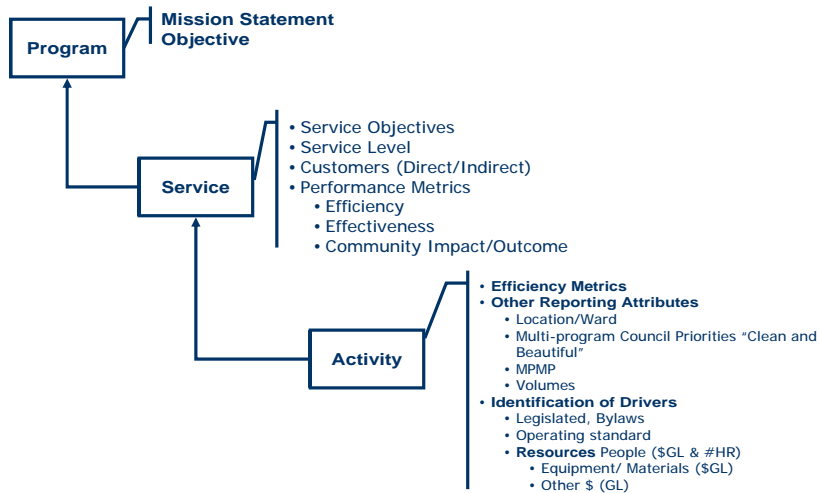 Program
Mission Statement
Objective
Service
• Service Objectives
• Service Level
• Customers (Direct/Indirect)
• Performance Metrics
• Efficiency
• Effectiveness
• Community Impact/Outcome
Activity
• Efficiency Metrics
• Other Reporting Attributes
• Location/Ward
• Multi-program Council Priorities “Clean and
Beautiful”
• MPMP
• Volumes
• Identification of Drivers
• Legislated, Bylaws
• Operating standard
• Resources People ($GL & #HR)
• Equipment/ Materials ($GL)
• Other $ (GL)